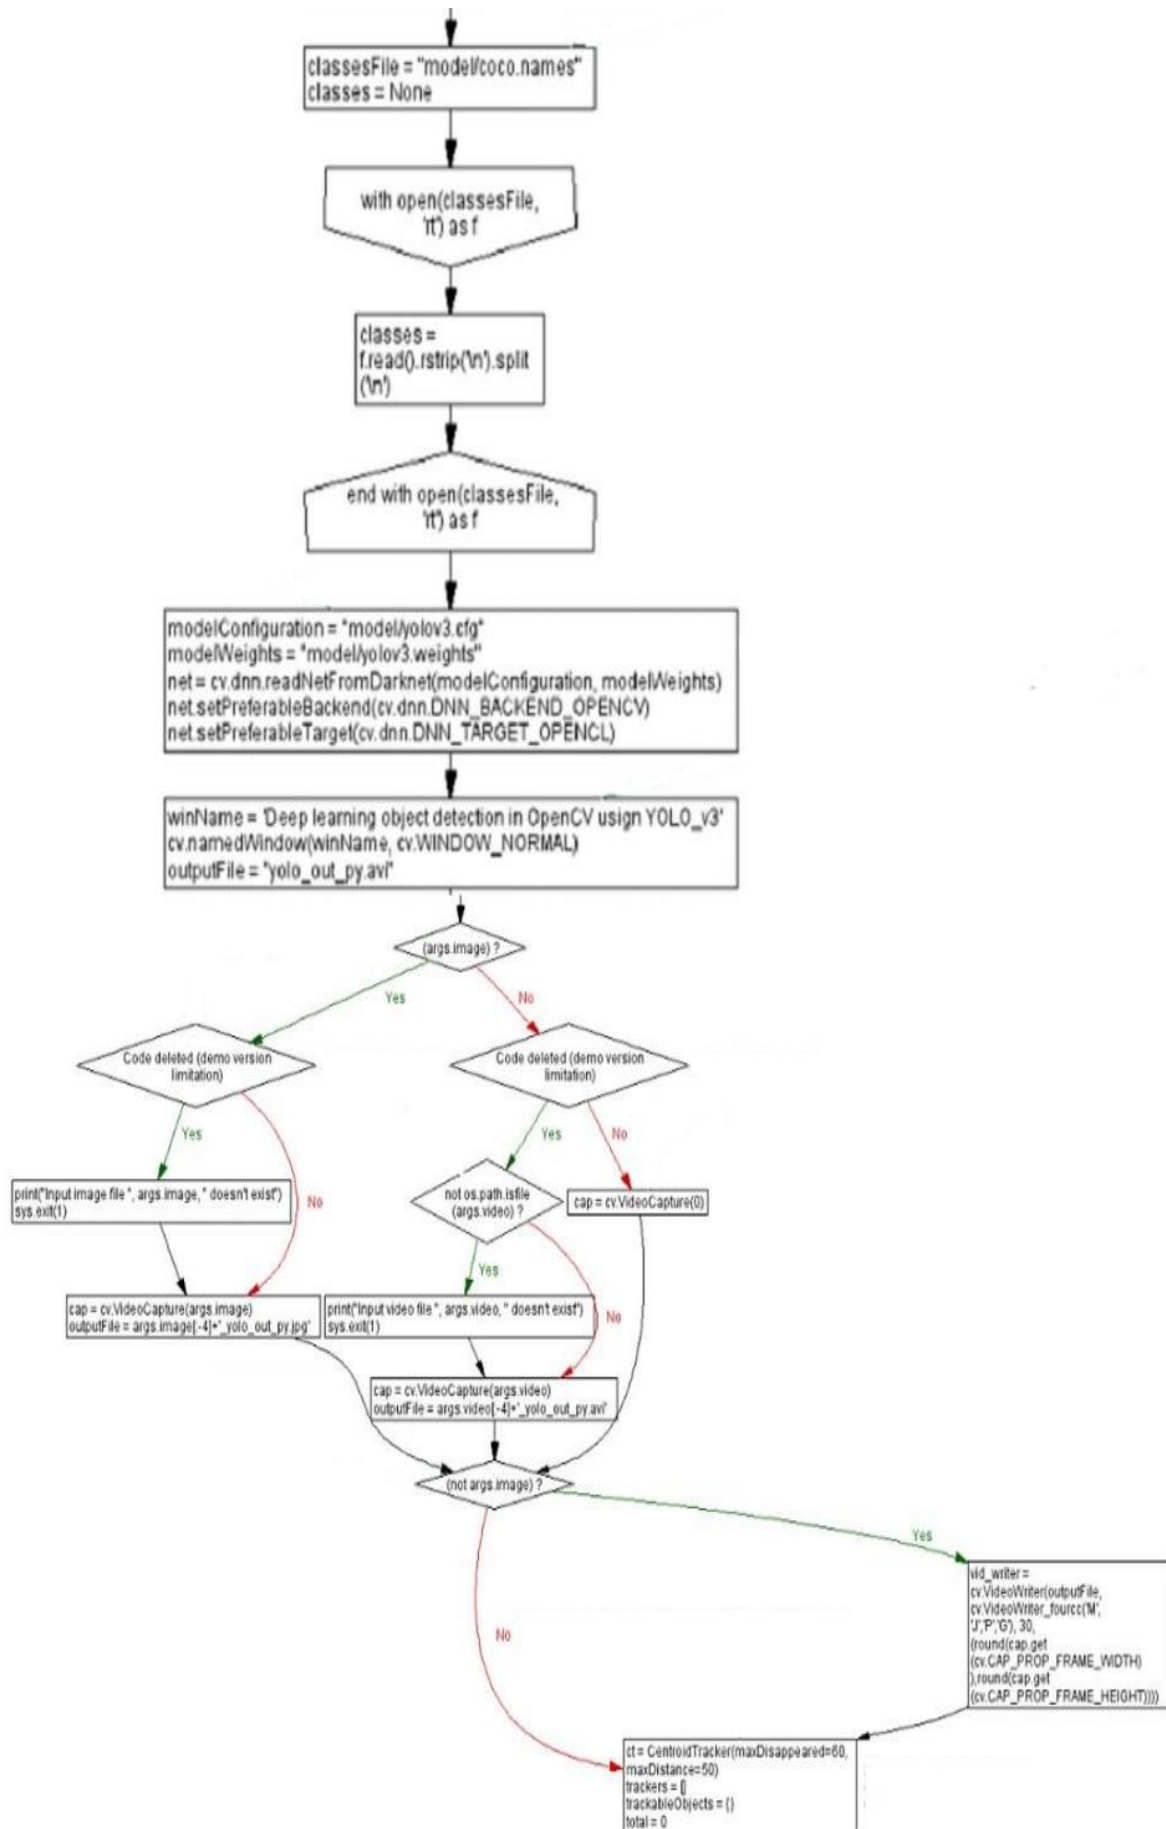 classesFile = "model/coco.names"
classes = None
with open(classesFile,
'rt') as f
classes =
f.read().rstrip('\n').split
('\n')
end with open(classesFile,
'rt') as f
modelConfiguration = "model/yolov3.cfg"
modelWeights = "model/yolov3.weights"
net = cv.dnn.readNetFromDarknet(modelConfiguration, modelWeights)
net.setPreferableBackend(cv.dnn.DNN_BACKEND_OPENCV)
net.setPreferableTarget(cv.dnn.DNN_TARGET_OPENCL)
winName = 'Deep learning object detection in OpenCV usign YOLO_v3'
cv.namedWindow(winName, cv.WINDOW_NORMAL)
outputFile = "yolo_out_py.avi"
(args.image) ?
Yes
No
Code deleted (demo version
limitation)
Code deleted (demo version
limitation)
Yes
Yes
No
print("Input image file ", args.image, " doesn't exist")
sys.exit(1)
No
not os.path.isfile
(args.video) ?
cap = cv.VideoCapture(0)
Yes
cap = cv.VideoCapture(args.image)
outputFile = args.image[:-4]+'_yolo_out_py.jpg'
print("Input video file ", args.video, " doesn't exist")
sys.exit(1)
No
cap = cv.VideoCapture(args.video)
outputFile = args.video[:-4]+'_yolo_out_py.avi'
(not args.image) ?
Yes
No
vid_writer =
cv.VideoWriter(outputFile,
cv.VideoWriter_fourcc('M',
'J','P','G'), 30,
(round(cap.get
(cv.CAP_PROP_FRAME_WIDTH)
),round(cap.get
(cv.CAP_PROP_FRAME_HEIGHT))))
ct = CentroidTracker(maxDisappeared=60,
maxDistance=50)
trackers = []
trackableObjects = {}
total = 0